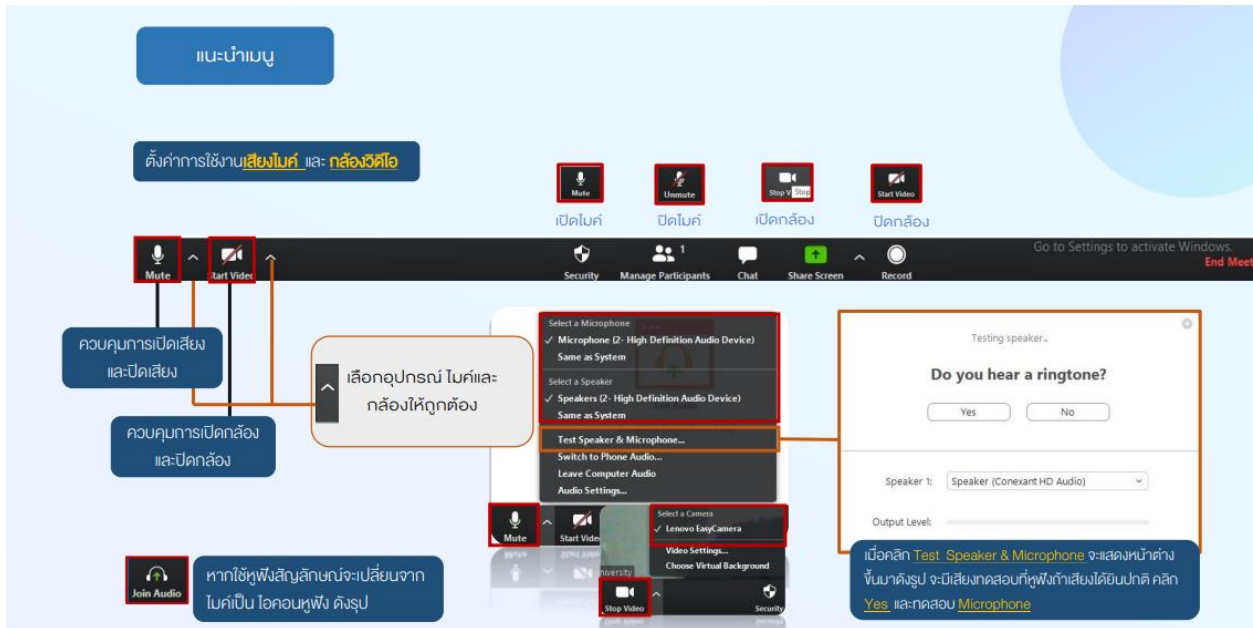 แนะนำเมนู
ตั้งค่าการใช้งานเสียงไมค์ และ กล้องวิดีโอ
Mute
Unmute
Stop V Stop
Start Video
เปิดไมค์
ปิดไมค์
เปิดกล้อง
ปิดกล้อง
Mute
Start Video
Security
1
Manage Participants
Chat
Share Screen
Record
Go to Settings to activate Windows.
End Meet
ควบคุมการเปิดเสียง
และปิดเสียง
ควบคุมการเปิดกล้อง
และปิดกล้อง
เลือกอุปกรณ์ ไมค์และ
กล้องให้ถูกต้อง
Select a Microphone
✓ Microphone (2- High Definition Audio Device)
Same as System
Select a Speaker
✓ Speakers (2- High Definition Audio Device)
Same as System
Test Speaker & Microphone...
Switch to Phone Audio...
Leave Computer Audio
Audio Settings...
Mute
Start Vide
Select a Camera
✓ Lenovo EasyCamera
Video Settings...
Choose Virtual Background
niversity
Stop Video
Security
Testing speaker...
Do you hear a ringtone?
Yes
No
Speaker 1:
Speaker (Conexant HD Audio)
Output Level:
เมื่อคลิก Test Speaker & Microphone จะแสดงหน้าต่าง
ขึ้นมาดังรูป จะมีเสียงทดสอบที่หูฟังถ้าเสียงได้ยินปกติ คลิก
Yes และทดสอบ Microphone
Join Audio
หากใช้หูฟังสัญลักษณ์จะเปลี่ยนจาก
ไมค์เป็น ไอคอนหูฟัง ดังรูป